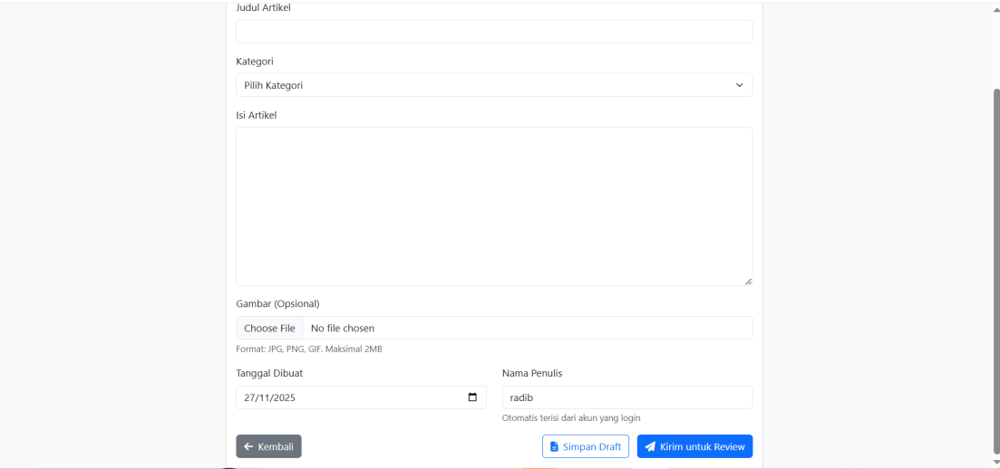 Judul Artikel
Kategori
Pilih Kategori
Isi Artikel
Gambar (Opsional)
Choose File No file chosen
Format: JPG, PNG, GIF. Maksimal 2MB
Tanggal Dibuat
27/11/2025
Nama Penulis
radib
Otomatis terisi dari akun yang login
Kembali
Simpan Draft
Kirim untuk Review